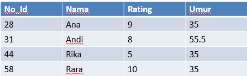 No_Id Nama Rating Umur
28 Ana 9 35
31 Andi 8 55.5
44 Rika 5 35
58 Rara 10 35